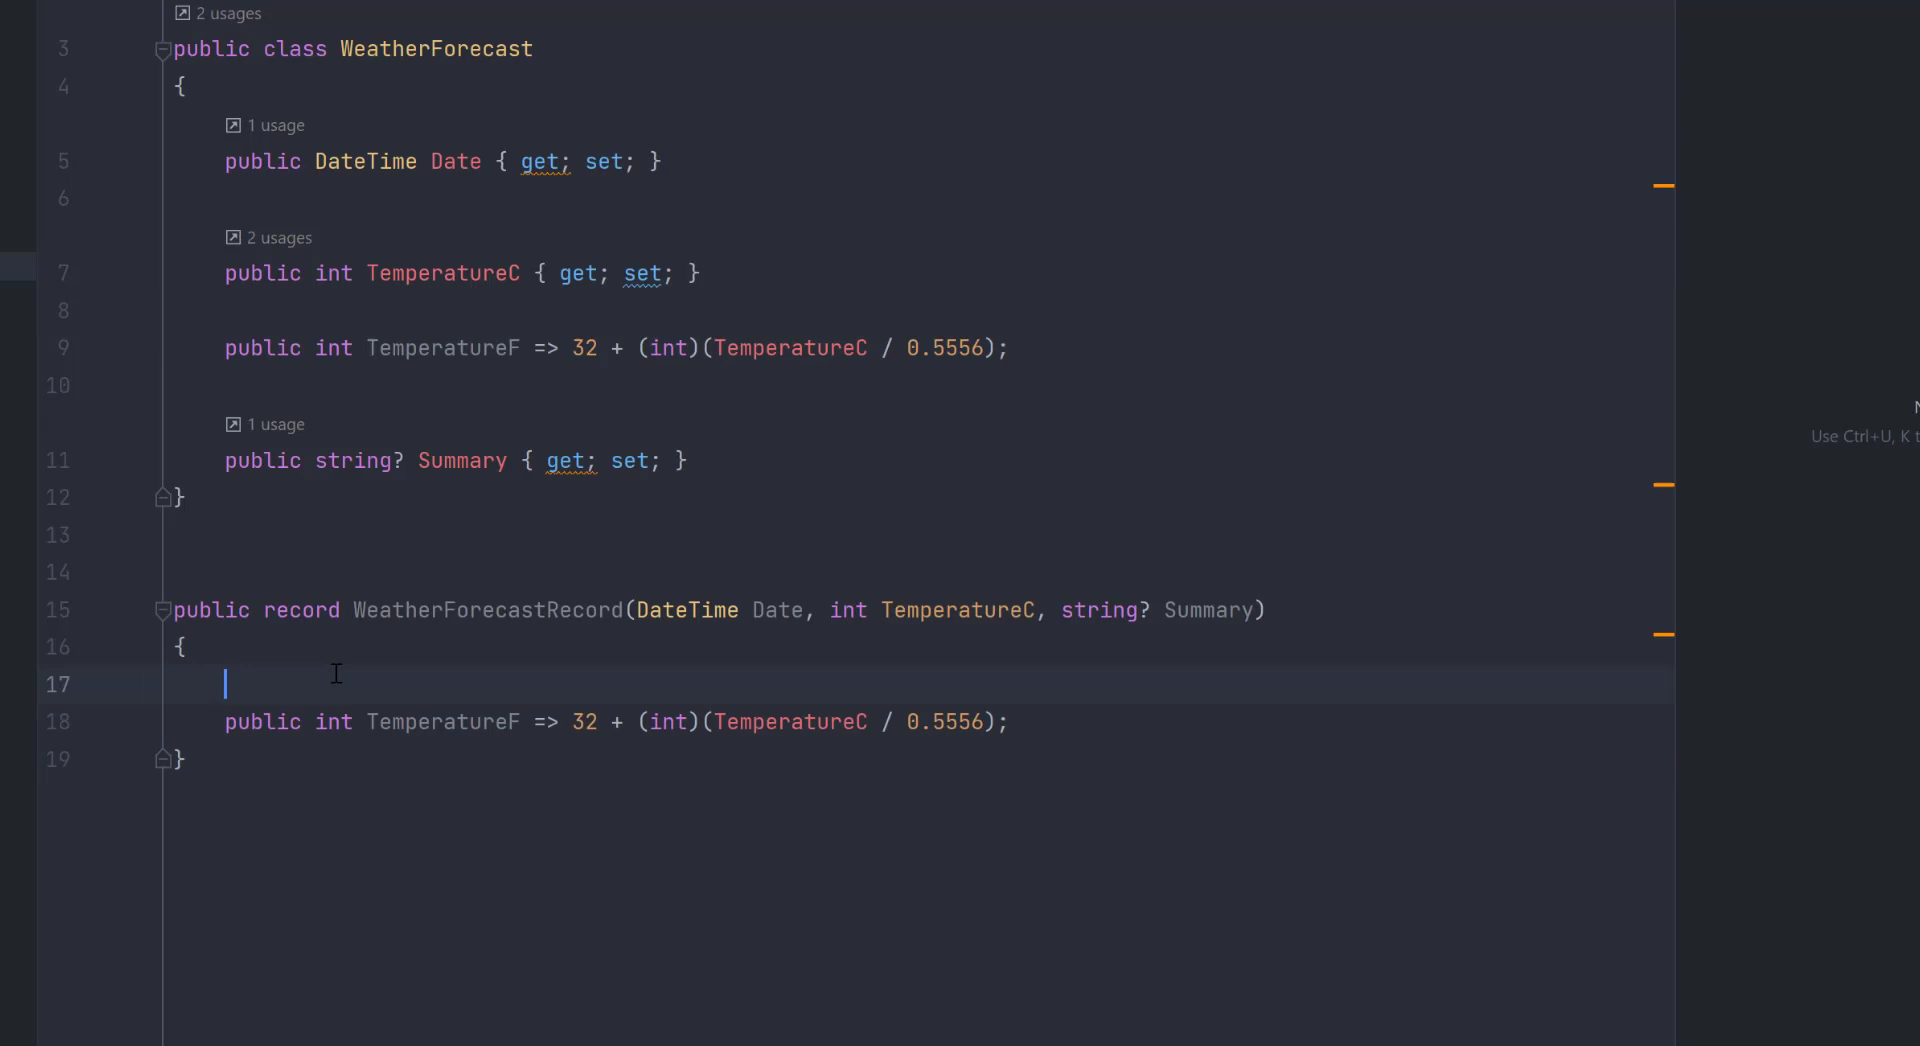 2 usages
3 public class WeatherForecast
4 {
1 usage
5 public DateTime Date { get; set; }
6
2 usages
7 public int TemperatureC { get; set; }
8
9 public int TemperatureF => 32 + (int)(TemperatureC / 0.5556);
10
1 usage
11 public string? Summary { get; set; }
12 }
13
14
15 public record WeatherForecastRecord(DateTime Date, int TemperatureC, string? Summary)
16 {
17
18 public int TemperatureF => 32 + (int)(TemperatureC / 0.5556);
19 }
Use Ctrl+U, K